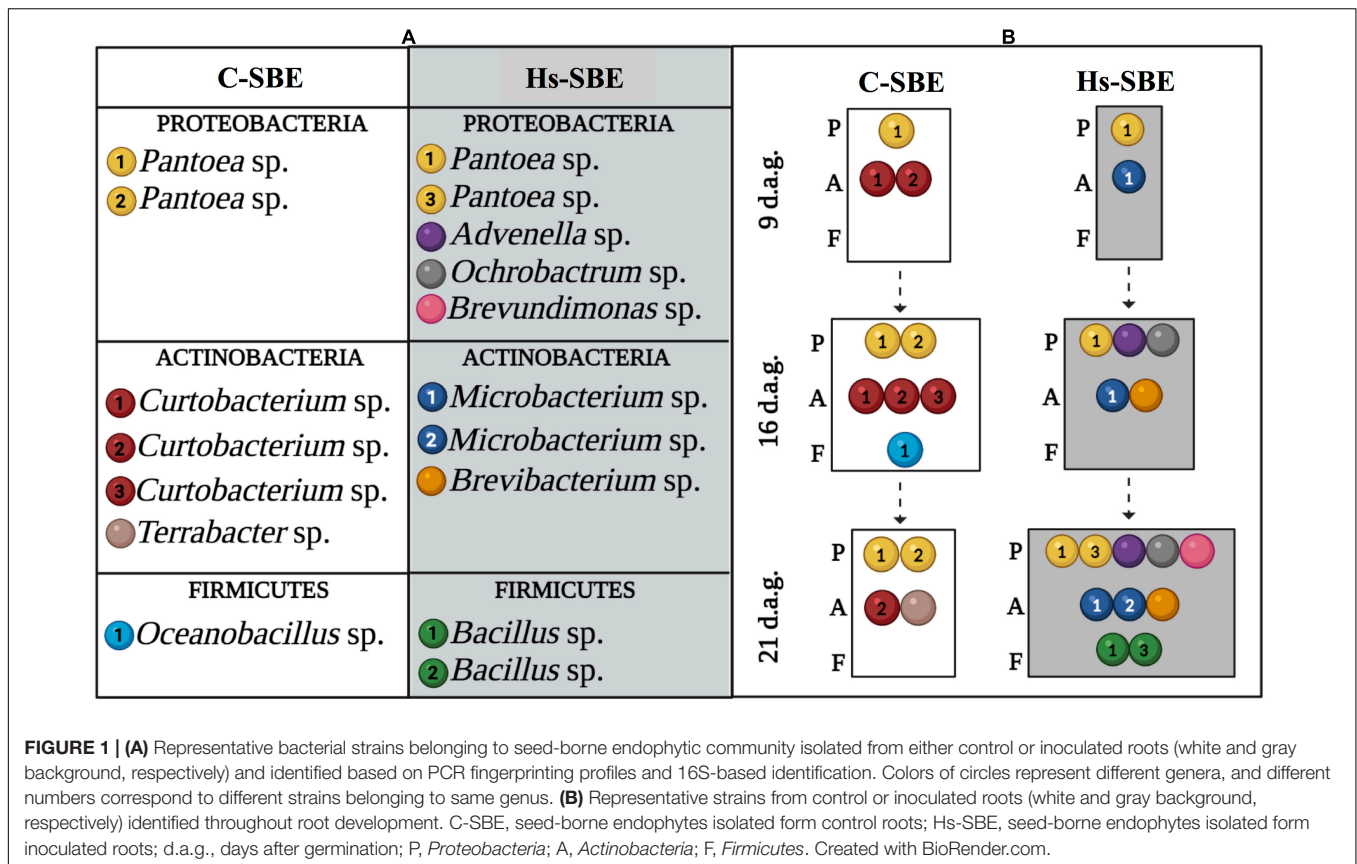 A
C-SBE
Hs-SBE
PROTEOBACTERIA
1 Pantoea sp.
2 Pantoea sp.
PROTEOBACTERIA
1 Pantoea sp.
3 Pantoea sp.
Advenella sp.
Ochrobactrum sp.
Brevundimonas sp.
ACTINOBACTERIA
1 Curtobacterium sp.
2 Curtobacterium sp.
3 Curtobacterium sp.
Terrabacter sp.
ACTINOBACTERIA
1 Microbacterium sp.
2 Microbacterium sp.
Brevibacterium sp.
FIRMICUTES
1 Oceanobacillus sp.
FIRMICUTES
1 Bacillus sp.
2 Bacillus sp.
B
C-SBE
Hs-SBE
9 d.a.g.
P 1
A 1 2
F
P 1
A 1
F
16 d.a.g.
P 1 2
A 1 2 3
F 1
P 1
A 1
F
21 d.a.g.
P 1 2
A 2
F
P 1 3
A 1 2
F 1 3
FIGURE 1 | (A) Representative bacterial strains belonging to seed-borne endophytic community isolated from either control or inoculated roots (white and gray
background, respectively) and identified based on PCR fingerprinting profiles and 16S-based identification. Colors of circles represent different genera, and different
numbers correspond to different strains belonging to same genus. (B) Representative strains from control or inoculated roots (white and gray background,
respectively) identified throughout root development. C-SBE, seed-borne endophytes isolated form control roots; Hs-SBE, seed-borne endophytes isolated form
inoculated roots; d.a.g., days after germination; P, Proteobacteria; A, Actinobacteria; F, Firmicutes. Created with BioRender.com.